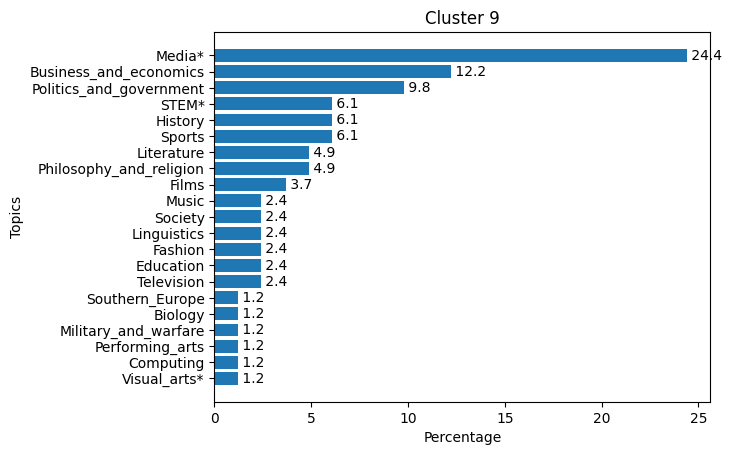 Cluster 9
Media* 24.4
Business_and_economics 12.2
Politics_and_government 9.8
STEM* 6.1
History 6.1
Sports 6.1
Literature 4.9
Philosophy_and_religion 4.9
Films 3.7
Music 2.4
Society 2.4
Linguistics 2.4
Fashion 2.4
Education 2.4
Television 2.4
Southern_Europe 1.2
Biology 1.2
Military_and_warfare 1.2
Performing_arts 1.2
Computing 1.2
Visual_arts* 1.2
Topics
0 5 10 15 20 25
Percentage